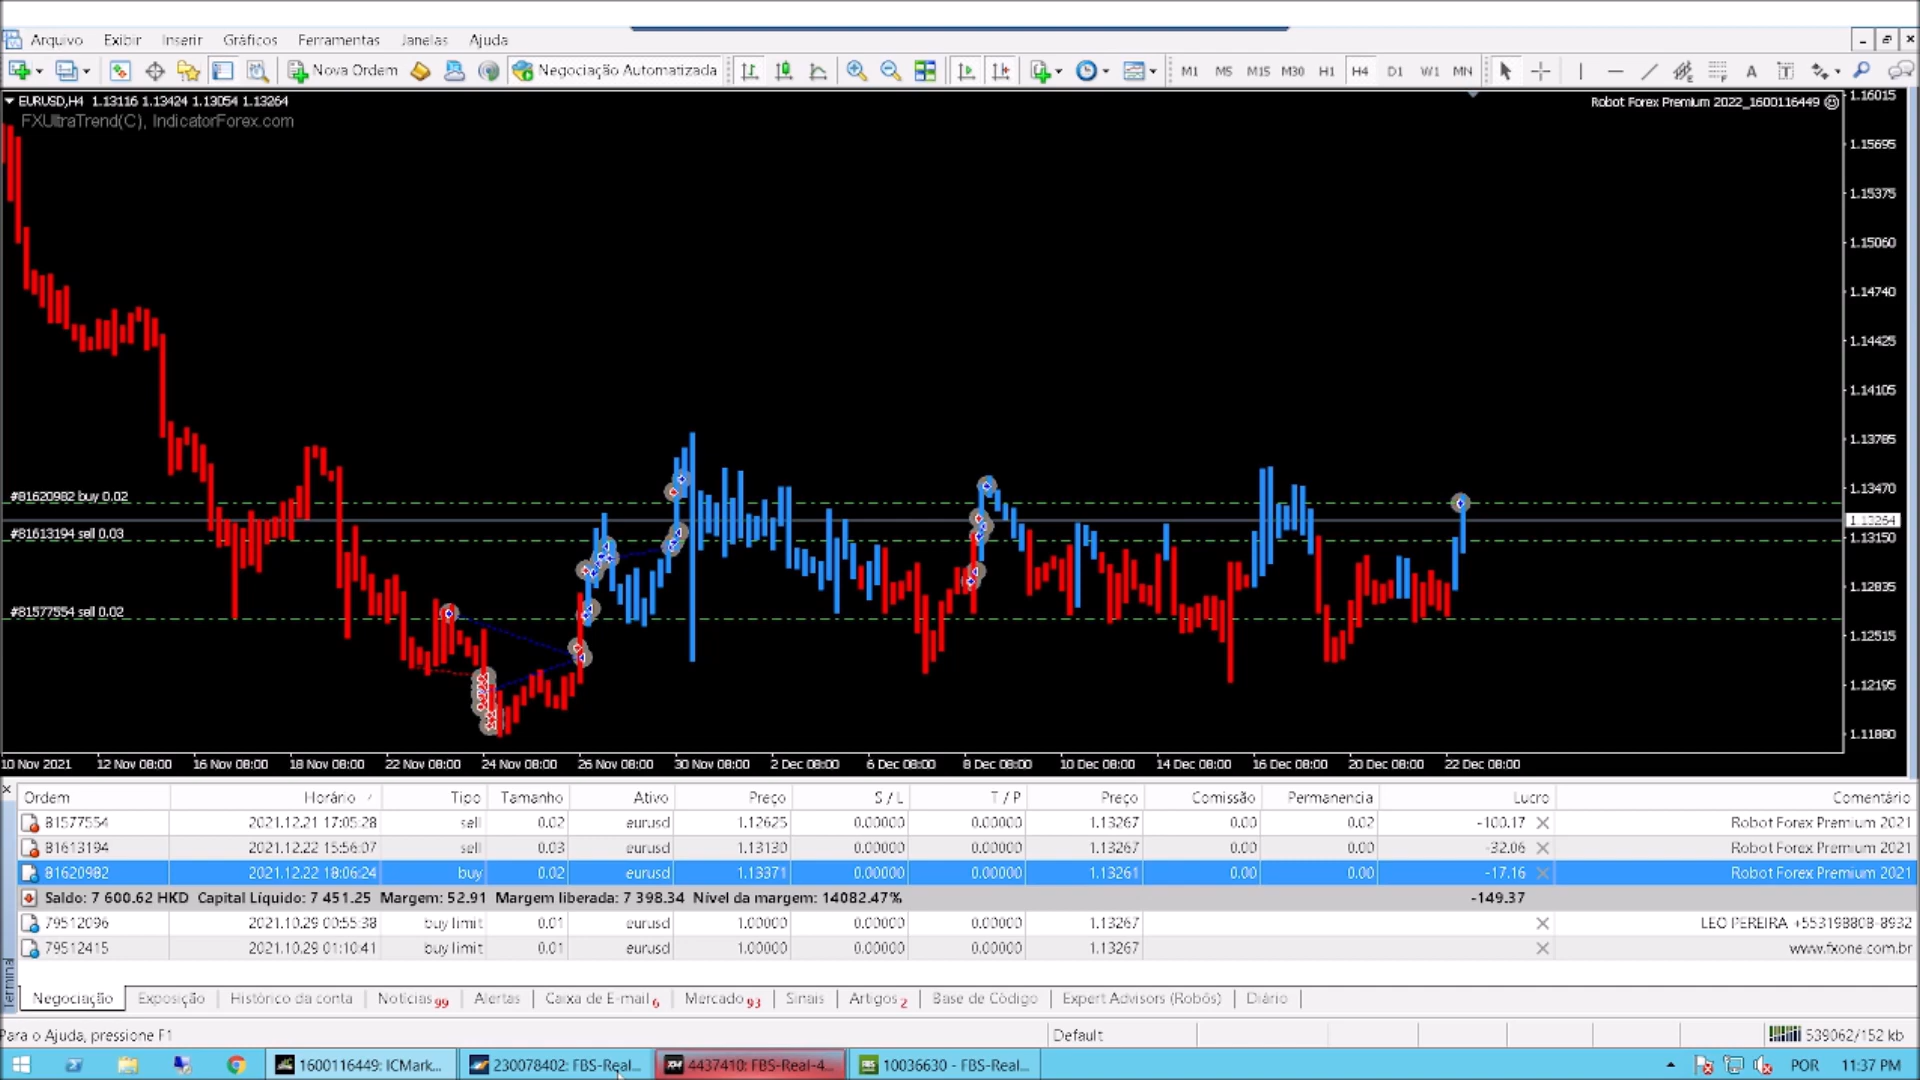 Arquivo Exibir Inserir Gráficos Ferramentas Janelas Ajuda
Nova Ordem Negociação Automatizada M1 M5 M15 M30 H1 H4 D1 W1 MN
EURUSD,H4 1.13116 1.13424 1.13054 1.13264
Robot Forex Premium 2022_1600116449
FXUltraTrend(C), IndicatorForex.com
1.16015
1.15695
1.15375
1.15060
1.14740
1.14425
1.14105
1.13785
1.13470
1.13264
1.13150
1.12835
1.12515
1.12195
1.11880
#81620982 buy 0.02
#81613194 sell 0.03
#81577554 sell 0.02
10 Nov 2021 12 Nov 08:00 16 Nov 08:00 18 Nov 08:00 22 Nov 08:00 24 Nov 08:00 26 Nov 08:00 30 Nov 08:00 2 Dec 08:00 6 Dec 08:00 8 Dec 08:00 10 Dec 08:00 14 Dec 08:00 16 Dec 08:00 20 Dec 08:00 22 Dec 08:00
Ordem Horário Tipo Tamanho Ativo Preço S / L T / P Preço Comissão Permanencia Lucro Comentário
81577554 2021.12.21 17:05:28 sell 0.02 eurusd 1.12625 0.00000 0.00000 1.13267 0.00 0.02 -100.17 Robot Forex Premium 2021
81613194 2021.12.22 15:56:07 sell 0.03 eurusd 1.13130 0.00000 0.00000 1.13267 0.00 0.00 -32.06 Robot Forex Premium 2021
81620982 2021.12.22 18:06:24 buy 0.02 eurusd 1.13371 0.00000 0.00000 1.13261 0.00 0.00 -17.16 Robot Forex Premium 2021
Saldo: 7 600.62 HKD Capital Líquido: 7 451.25 Margem: 52.91 Margem liberada: 7 398.34 Nível da margem: 14082.47% -149.37
79512096 2021.10.29 00:55:38 buy limit 0.01 eurusd 1.00000 0.00000 0.00000 1.13267 LEO PEREIRA +553198808-8932
79512415 2021.10.29 01:10:41 buy limit 0.01 eurusd 1.00000 0.00000 0.00000 1.13267 www.fxone.com.br
Terminal
Negociação Exposição Histórico da conta Notícias 99 Alertas Caixa de E-mail 6 Mercado 93 Sinais Artigos 2 Base de Código Expert Advisors (Robôs) Diário
Para o Ajuda, pressione F1 Default 539062/152 kb
1600116449: ICMark... 230078402: FBS-Real... 4437410: FBS-Real-4... 10036630 - FBS-Real... POR 11:37 PM